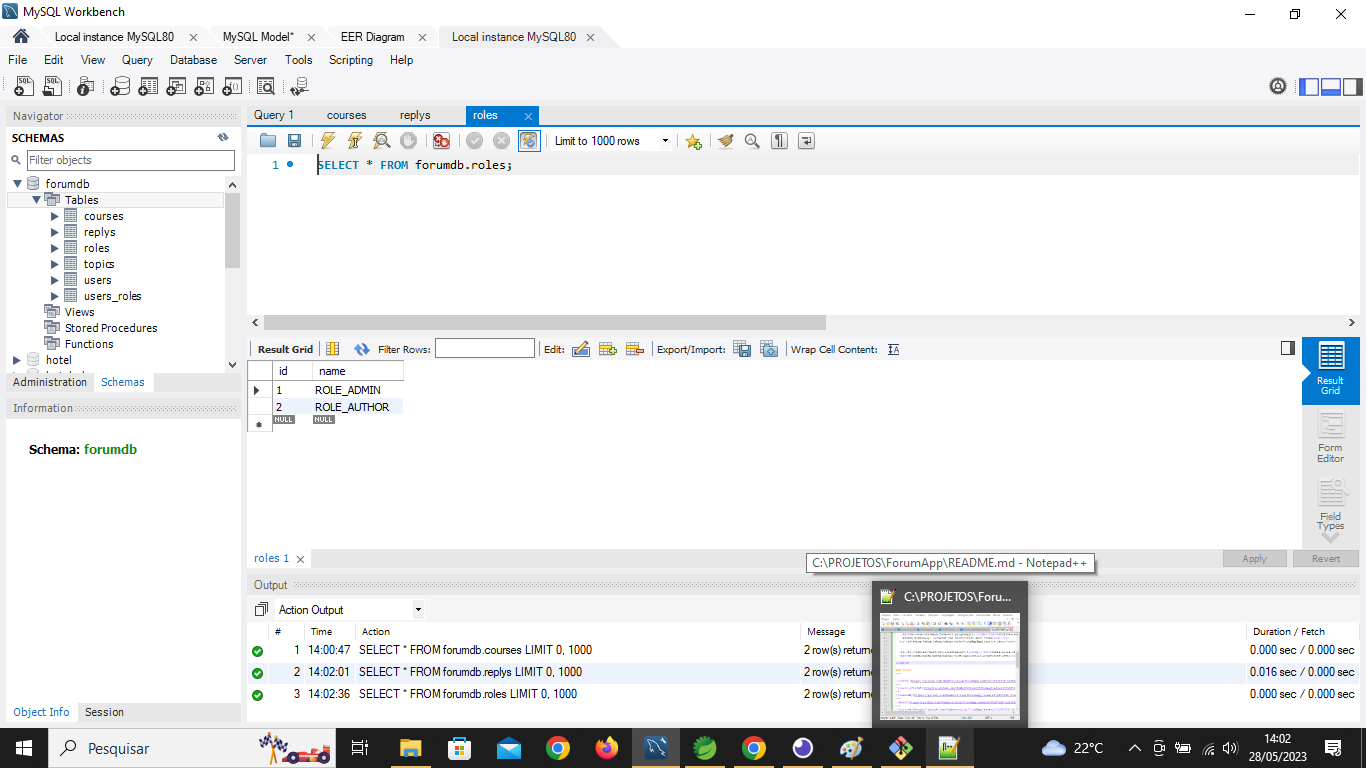 MySQL Workbench
Local instance MySQL80
MySQL Model*
EER Diagram
Local instance MySQL80
File Edit View Query Database Server Tools Scripting Help
Navigator
SCHEMAS
Filter objects
forumdb
Tables
courses
replys
roles
topics
users
users_roles
Views
Stored Procedures
Functions
hotel
Administration Schemas
Information
Schema: forumdb
Object Info Session
Query 1 courses replys roles
Limit to 1000 rows
1 SELECT * FROM forumdb.roles;
Result Grid Filter Rows: Edit: Export/Import: Wrap Cell Content:
id name
1 ROLE_ADMIN
2 ROLE_AUTHOR
NULL NULL
Result Grid
Form Editor
Field Types
roles 1
Apply Revert
C:\PROJETOS\ForumApp\README.md - Notepad++
C:\PROJETOS\Foru...
Output
Action Output
# Time Action Message Duration / Fetch
1 14:00:47 SELECT * FROM forumdb.courses LIMIT 0, 1000 2 row(s) return 0.000 sec / 0.000 sec
2 14:02:01 SELECT * FROM forumdb.replys LIMIT 0, 1000 2 row(s) return 0.016 sec / 0.000 sec
3 14:02:36 SELECT * FROM forumdb.roles LIMIT 0, 1000 2 row(s) return 0.000 sec / 0.000 sec
Pesquisar
22°C
14:02
28/05/2023